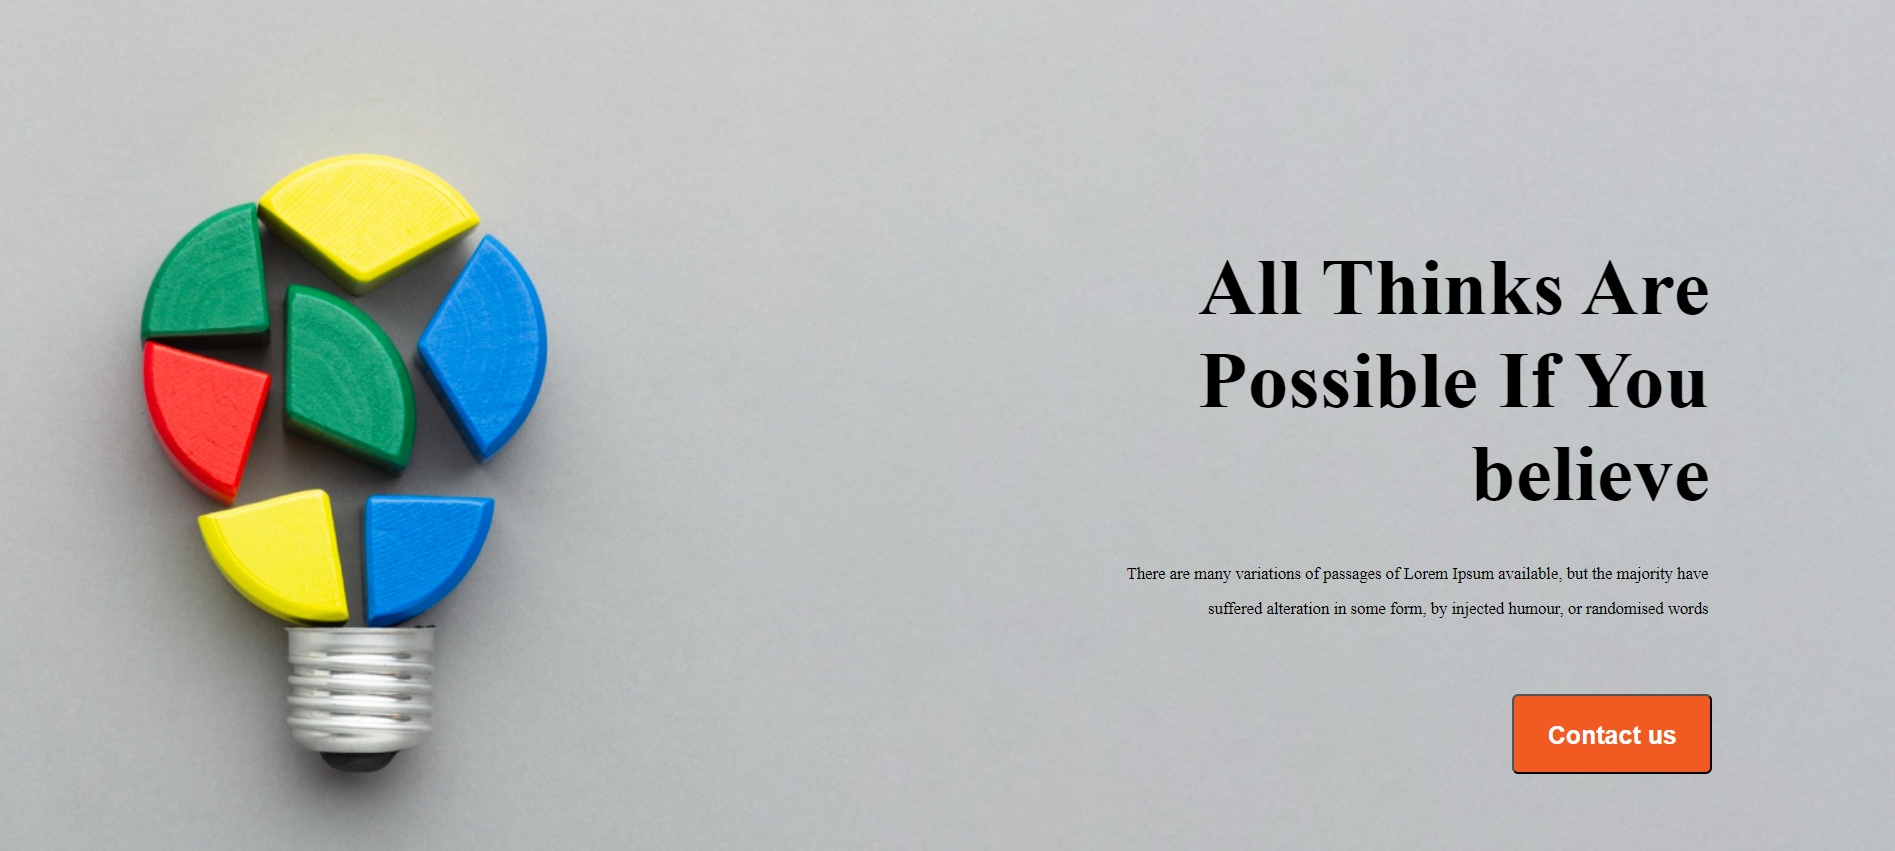 All Thinks Are
Possible If You
believe
There are many variations of passages of Lorem Ipsum available, but the majority have
suffered alteration in some form, by injected humour, or randomised words
Contact us